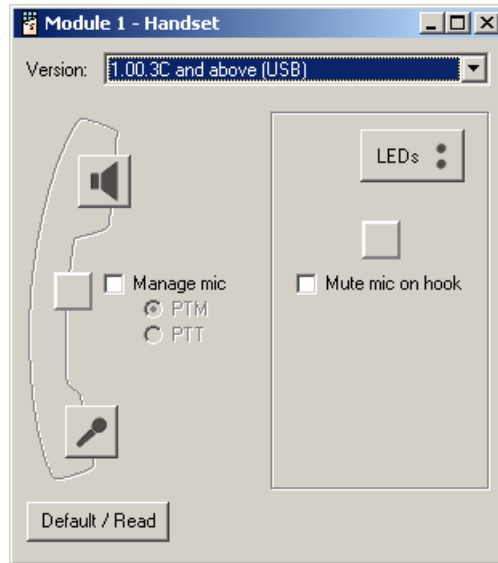 Module 1 - Handset
Version: 1.00.3C and above (USB)
LEDs
Manage mic
PTM
PTT
Mute mic on hook
Default / Read